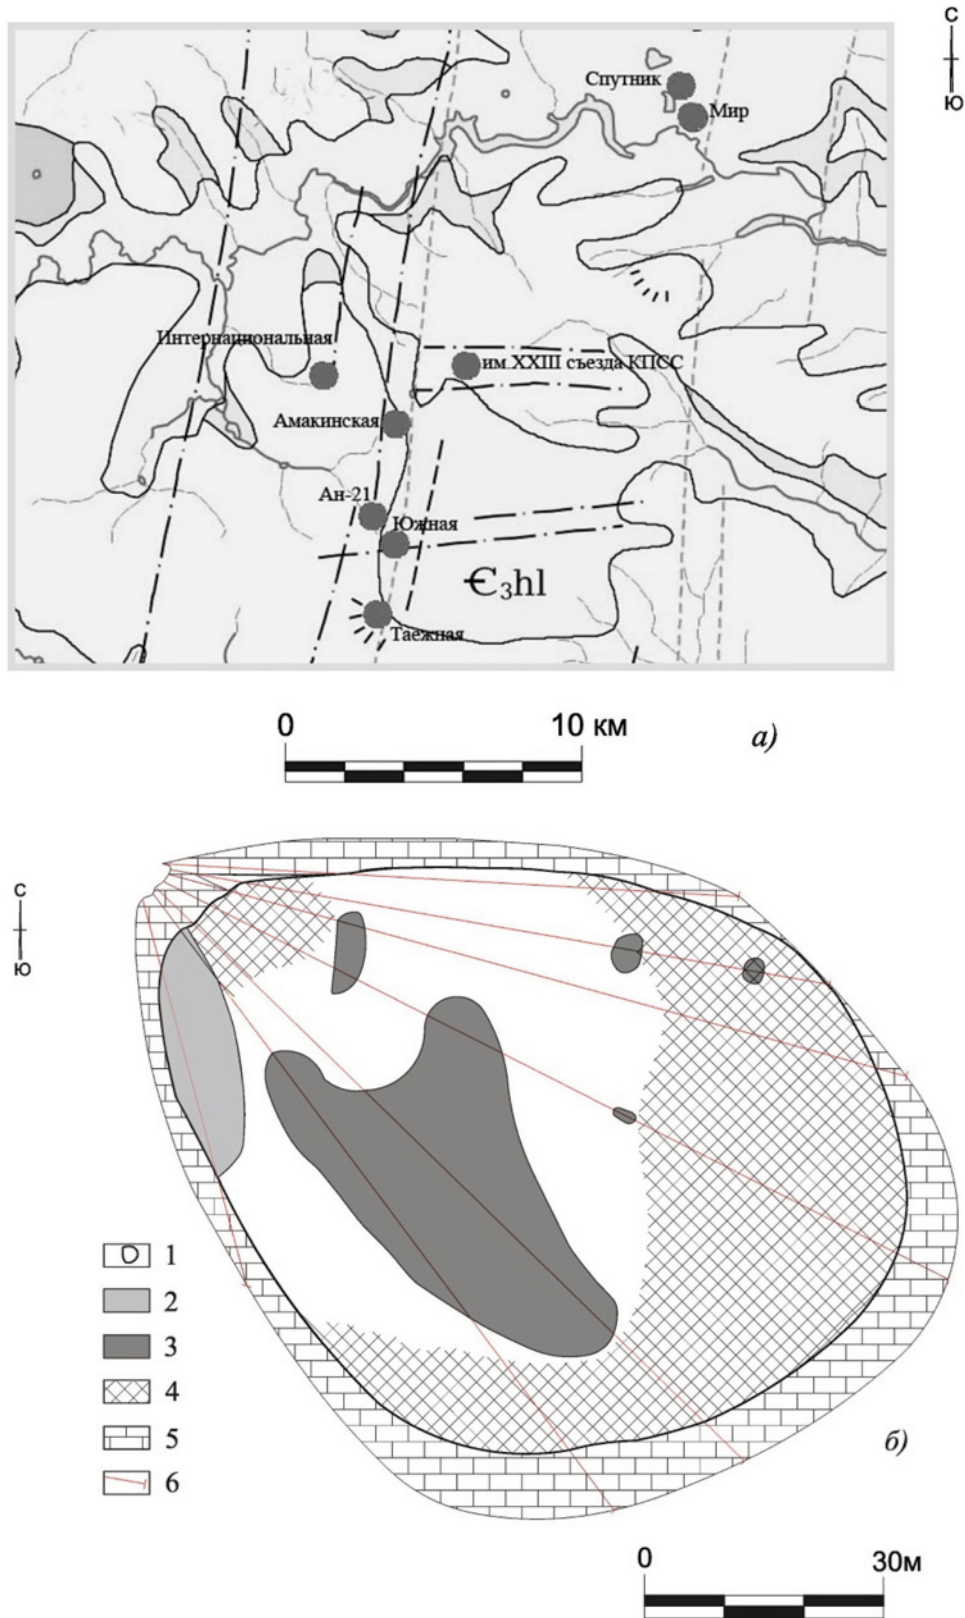 С
Ю
Спутник
Мир
Интернациональная
им.XXIII съезда КПСС
Амакинская
Ан-21
Южная
Є₃hl
Таежная
0 10 км
а)
С
Ю
1
2
3
4
5
6
б)
0 30м